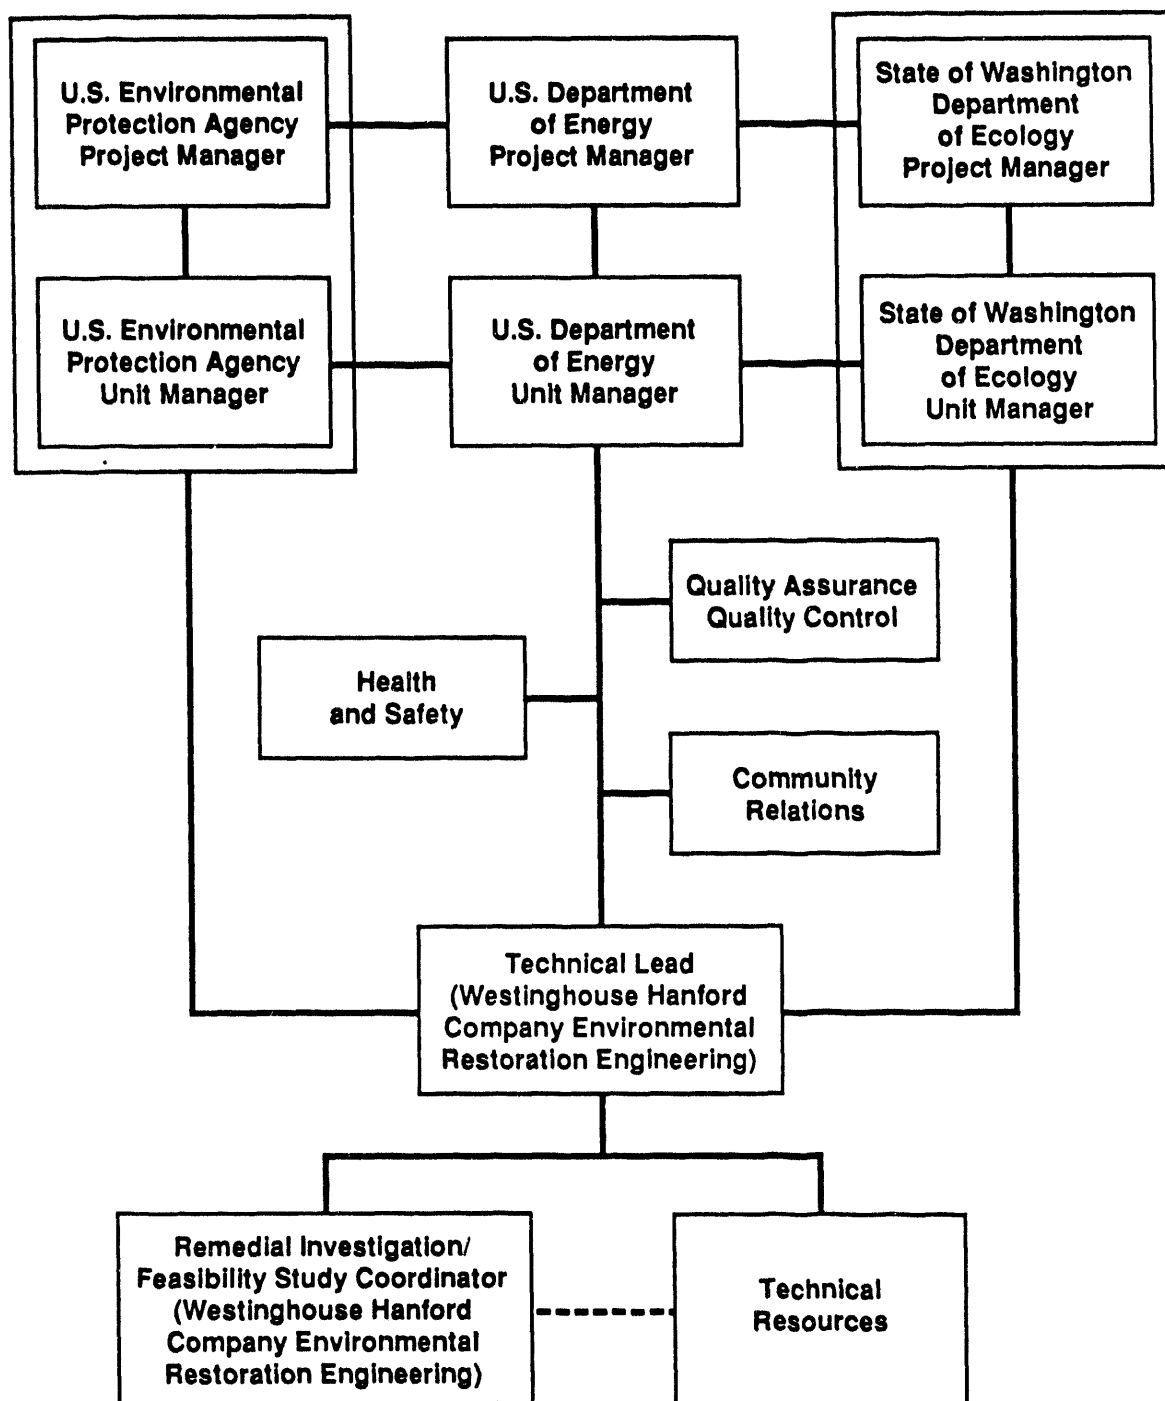 U.S. Environmental
Protection Agency
Project Manager
U.S. Department
of Energy
Project Manager
State of Washington
Department
of Ecology
Project Manager
U.S. Environmental
Protection Agency
Unit Manager
U.S. Department
of Energy
Unit Manager
State of Washington
Department
of Ecology
Unit Manager
Quality Assurance
Quality Control
Health
and Safety
Community
Relations
Technical Lead
(Westinghouse Hanford
Company Environmental
Restoration Engineering)
Remedial Investigation/
Feasibility Study Coordinator
(Westinghouse Hanford
Company Environmental
Restoration Engineering)
Technical
Resources